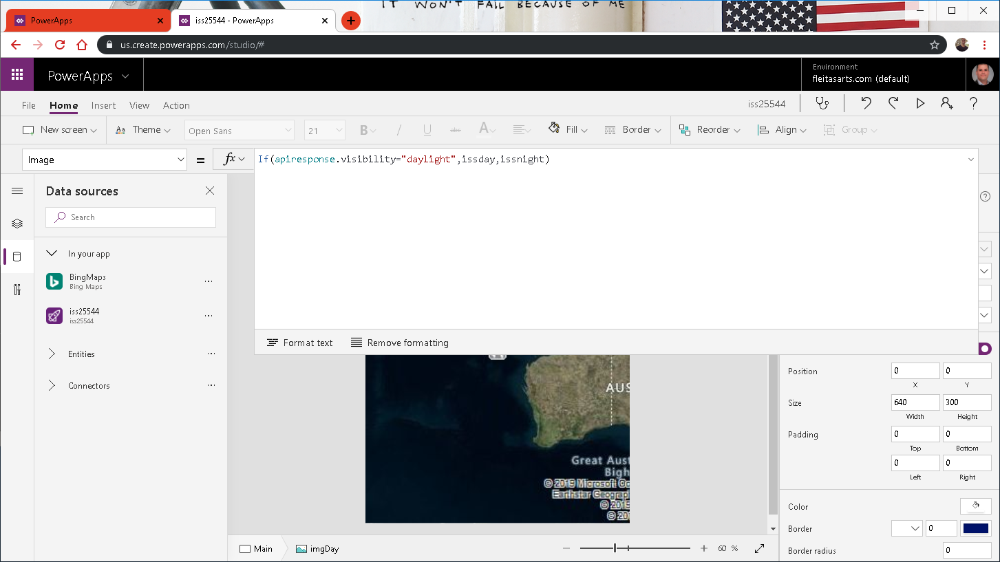 IT WON'T FAIL BECAUSE OF ME
PowerApps
iss25544 - PowerApps
us.create.powerapps.com/studio/#
PowerApps
Environment
fleitasarts.com (default)
File Home Insert View Action
iss25544
New screen Theme Open Sans 21 B / U abc A Fill Border Reorder Align Group
Image = fx If(apiresponse.visibility="daylight",issday,issnight)
Data sources
Search
In your app
BingMaps
Bing Maps
iss25544
iss25544
Entities
Connectors
Format text Remove formatting
AUS
Great Aust
Bigh
© 2019 Microsoft Co
Earthstar Geograp
© 2019
© 201
Position 0 0
X Y
Size 640 300
Width Height
Padding 0 0
Top Bottom
0 0
Left Right
Color
Border 0
Border radius 0
Main imgDay
60 %